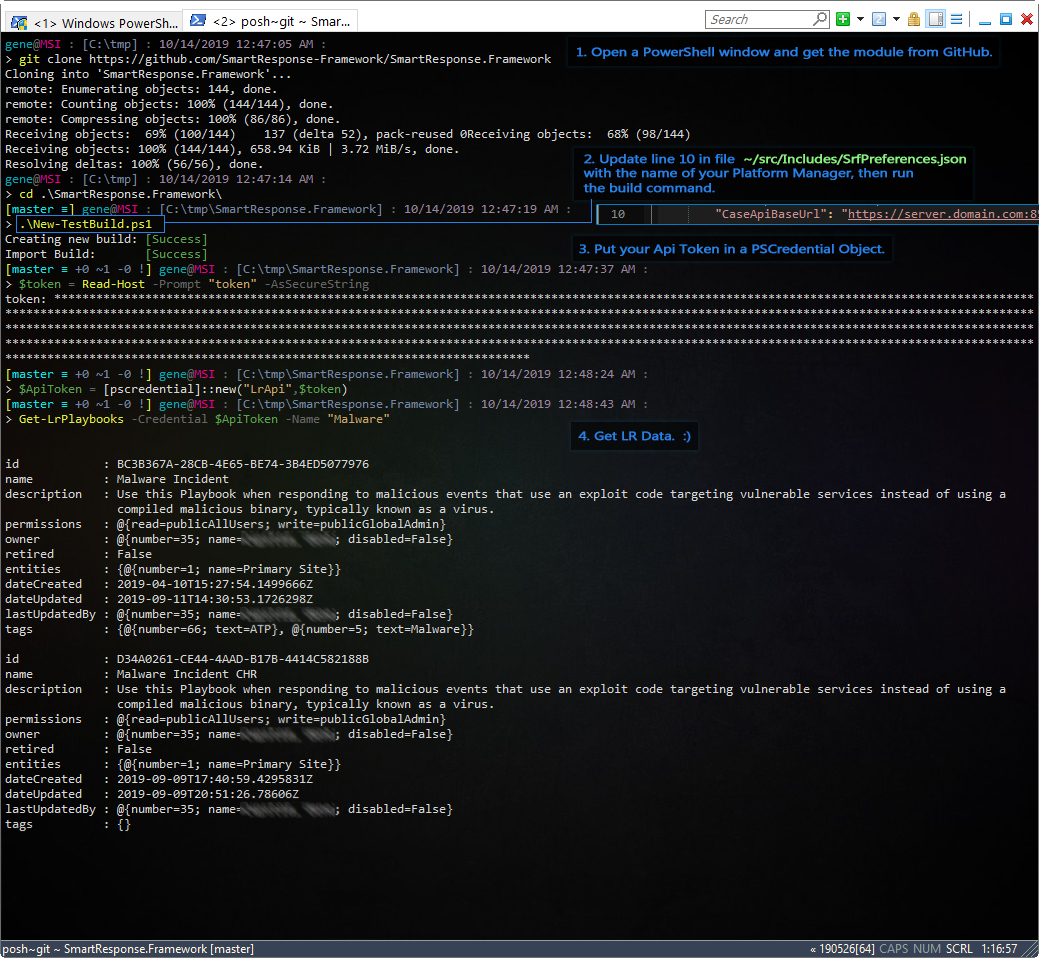 <1> Windows PowerSh...
<2> posh~git ~ Smar...
Search
gene@MSI : [C:\tmp] : 10/14/2019 12:47:05 AM :
1. Open a PowerShell window and get the module from GitHub.
> git clone https://github.com/SmartResponse-Framework/SmartResponse.Framework
Cloning into 'SmartResponse.Framework'...
remote: Enumerating objects: 144, done.
remote: Counting objects: 100% (144/144), done.
remote: Compressing objects: 100% (86/86), done.
Receiving objects:  69% (100/144)    137 (delta 52), pack-reused 0Receiving objects:  68% (98/144)
Receiving objects: 100% (144/144), 658.94 KiB | 3.72 MiB/s, done.
Resolving deltas: 100% (56/56), done.
2. Update line 10 in file ~/src/Includes/SrfPreferences.json
with the name of your Platform Manager, then run
the build command.
gene@MSI : [C:\tmp] : 10/14/2019 12:47:14 AM :
> cd .\SmartResponse.Framework\
[master ≡] gene@MSI : [C:\tmp\SmartResponse.Framework] : 10/14/2019 12:47:19 AM :
10 "CaseApiBaseUrl": "https://server.domain.com:85
> .\New-TestBuild.ps1
Creating new build: [Success]
Import Build:       [Success]
3. Put your Api Token in a PSCredential Object.
[master ≡ +0 ~1 -0 !] gene@MSI : [C:\tmp\SmartResponse.Framework] : 10/14/2019 12:47:37 AM :
> $token = Read-Host -Prompt "token" -AsSecureString
token: ********************************************************************************************************************************************
***************************************************************************************************************************************************
***************************************************************************************************************************************************
***************************************************************************************************************************************************
***************************************************************************
[master ≡ +0 ~1 -0 !] gene@MSI : [C:\tmp\SmartResponse.Framework] : 10/14/2019 12:48:24 AM :
> $ApiToken = [pscredential]::new("LrApi",$token)
[master ≡ +0 ~1 -0 !] gene@MSI : [C:\tmp\SmartResponse.Framework] : 10/14/2019 12:48:43 AM :
> Get-LrPlaybooks -Credential $ApiToken -Name "Malware"
4. Get LR Data.  :)
id            : BC3B367A-28CB-4E65-BE74-3B4ED5077976
name          : Malware Incident
description   : Use this Playbook when responding to malicious events that use an exploit code targeting vulnerable services instead of using a
compiled malicious binary, typically known as a virus.
permissions   : @{read=publicAllUsers; write=publicGlobalAdmin}
owner         : @{number=35; name=; disabled=False}
retired       : False
entities      : {@{number=1; name=Primary Site}}
dateCreated   : 2019-04-10T15:27:54.1499666Z
dateUpdated   : 2019-09-11T14:30:53.1726298Z
lastUpdatedBy : @{number=35; name=; disabled=False}
tags          : {@{number=66; text=ATP}, @{number=5; text=Malware}}
id            : D34A0261-CE44-4AAD-B17B-4414C582188B
name          : Malware Incident CHR
description   : Use this Playbook when responding to malicious events that use an exploit code targeting vulnerable services instead of using a
compiled malicious binary, typically known as a virus.
permissions   : @{read=publicAllUsers; write=publicGlobalAdmin}
owner         : @{number=35; name=; disabled=False}
retired       : False
entities      : {@{number=1; name=Primary Site}}
dateCreated   : 2019-09-09T17:40:59.4295831Z
dateUpdated   : 2019-09-09T20:51:26.78606Z
lastUpdatedBy : @{number=35; name=; disabled=False}
tags          : {}
posh~git ~ SmartResponse.Framework [master]
« 190526[64] CAPS NUM SCRL 1:16:57